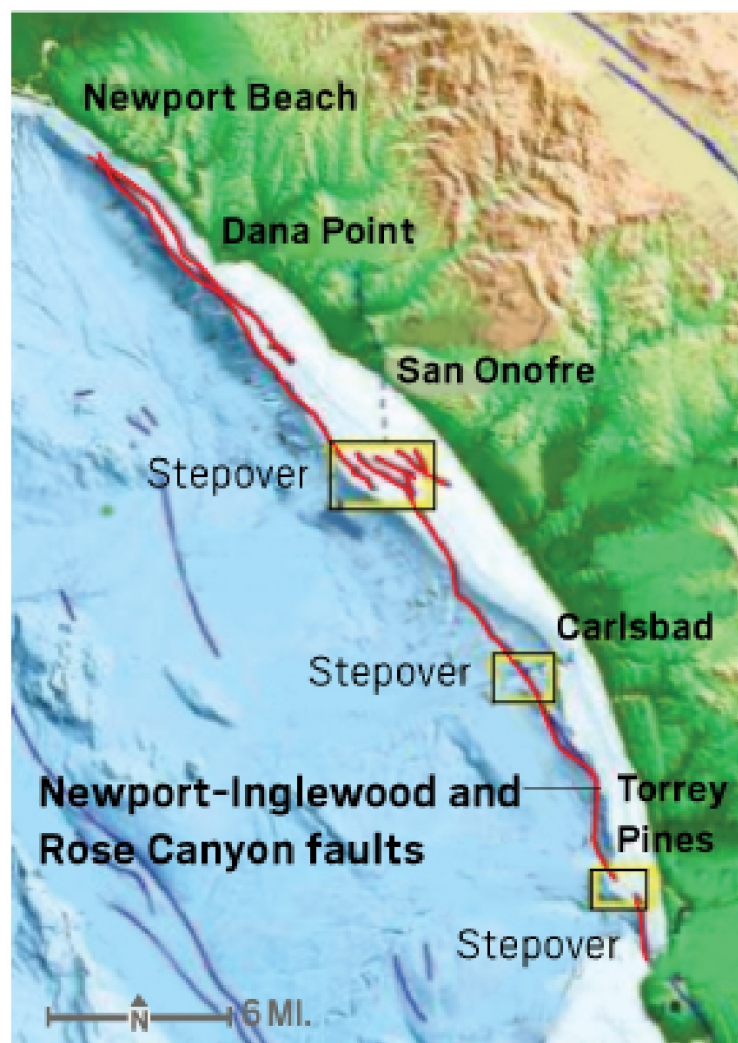 Newport Beach
Dana Point
San Onofre
Stepover
Carlsbad
Stepover
Newport-Inglewood and
Rose Canyon faults
Torrey
Pines
Stepover
N
6 MI.